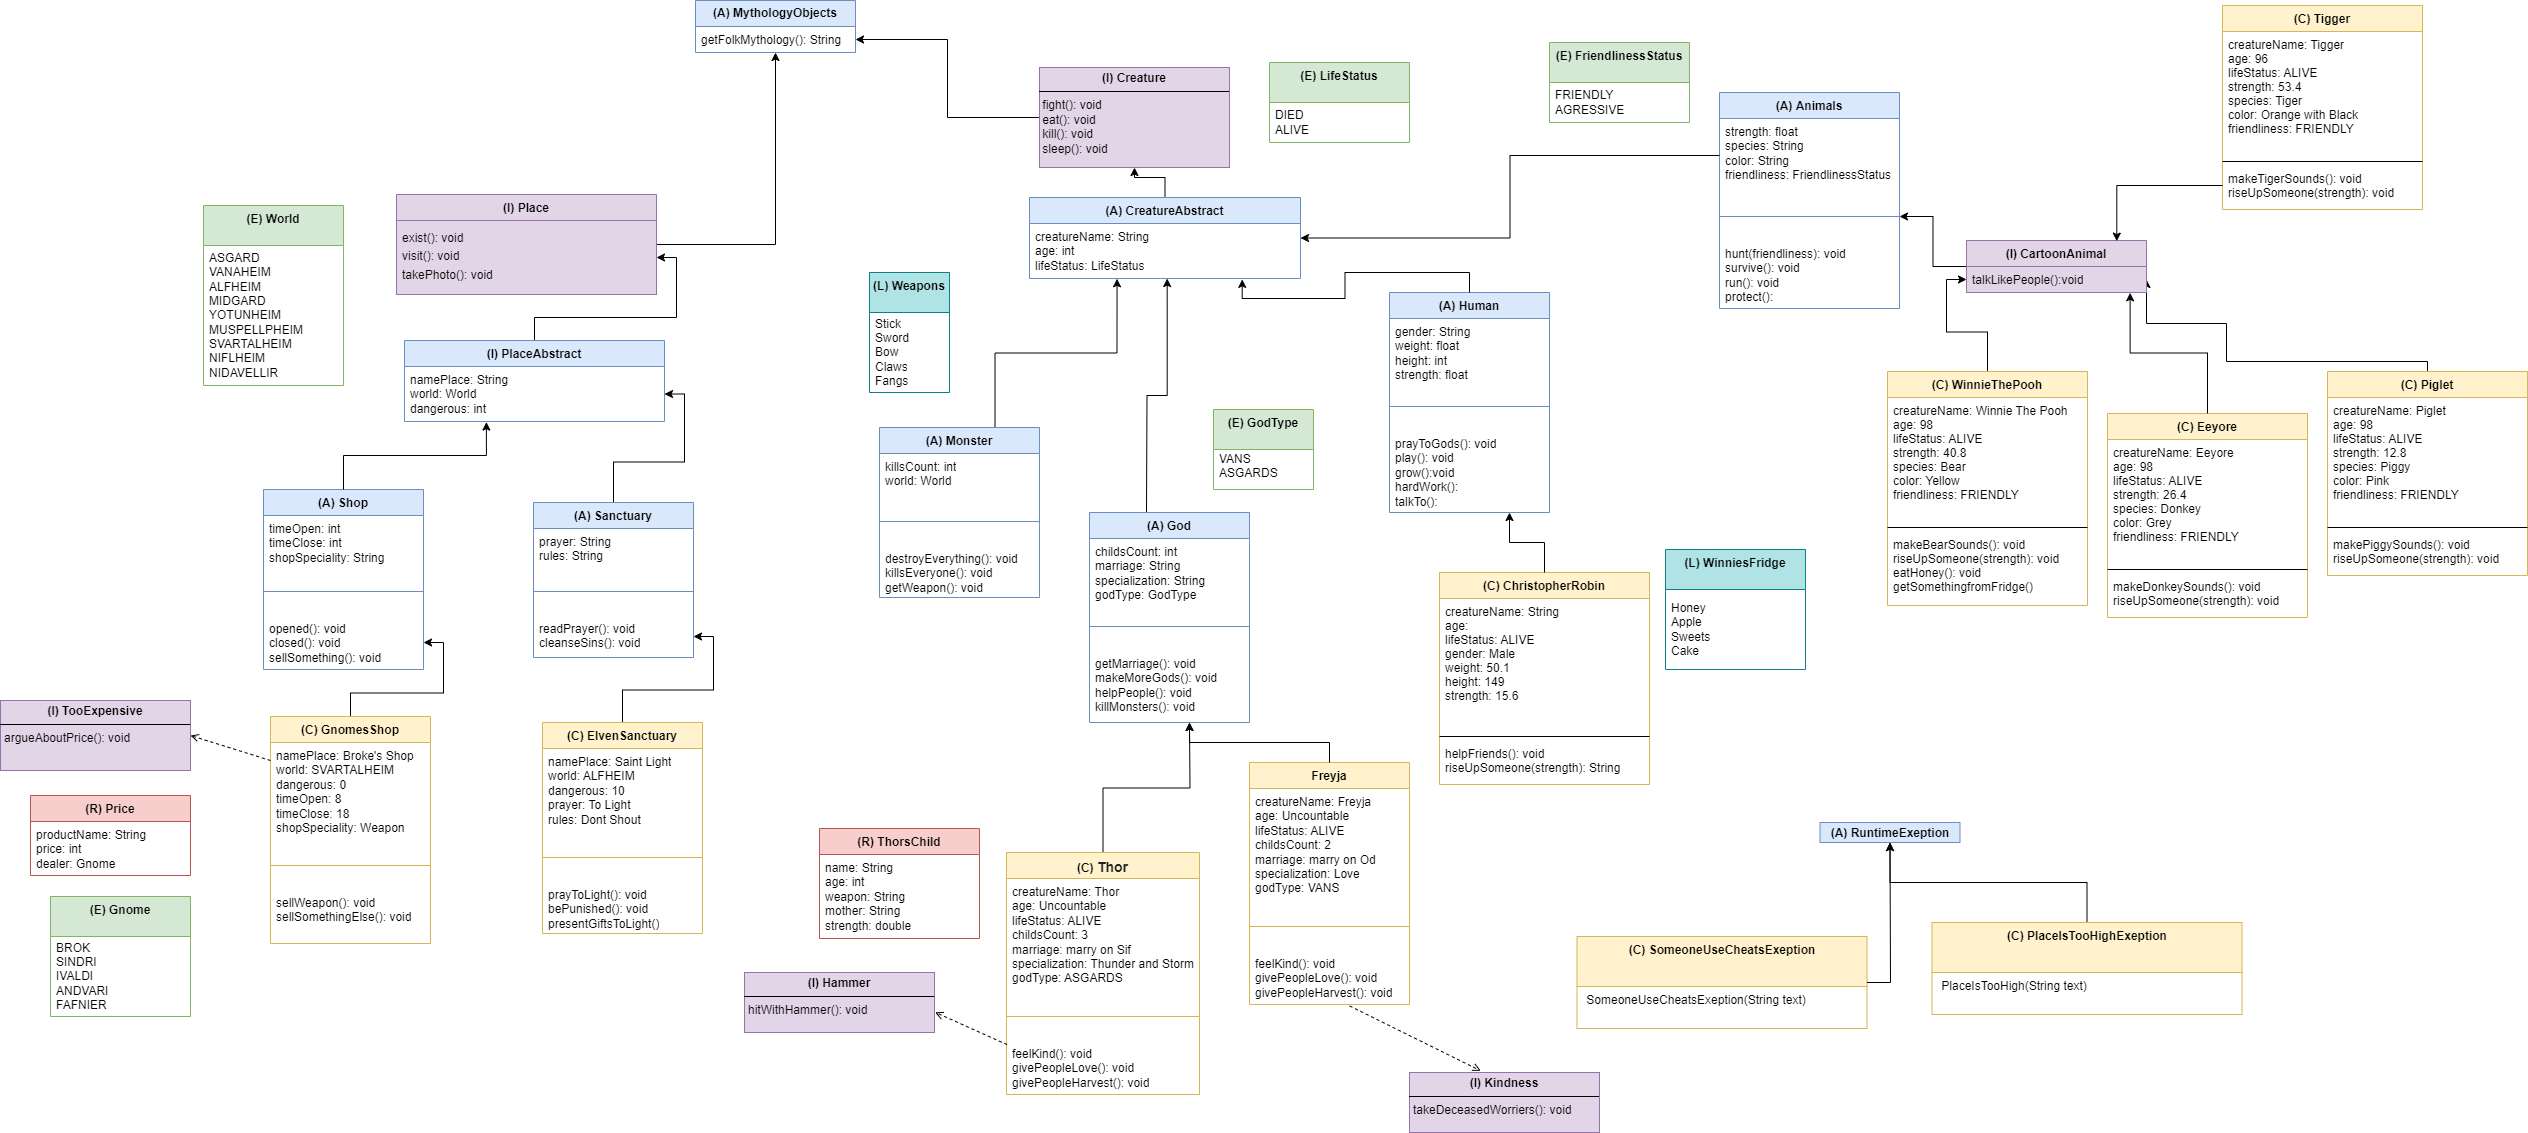 (A) MythologyObjects
getFolkMythology(): String
(I) Creature
fight(): void
eat(): void
kill(): void
sleep(): void
(E) LifeStatus
DIED
ALIVE
(E) FriendlinessStatus
FRIENDLY
AGRESSIVE
(A) Animals
strength: float
species: String
color: String
friendliness: FriendlinessStatus
hunt(friendliness): void
survive(): void
run(): void
protect():
(C) Tigger
creatureName: Tigger
age: 96
lifeStatus: ALIVE
strength: 53.4
species: Tiger
color: Orange with Black
friendliness: FRIENDLY
makeTigerSounds(): void
riseUpSomeone(strength): void
(E) World
ASGARD
VANAHEIM
ALFHEIM
MIDGARD
YOTUNHEIM
MUSPELLPHEIM
SVARTALHEIM
NIFLHEIM
NIDAVELLIR
(I) Place
exist(): void
visit(): void
takePhoto(): void
(A) CreatureAbstract
creatureName: String
age: int
lifeStatus: LifeStatus
(I) CartoonAnimal
talkLikePeople():void
(L) Weapons
Stick
Sword
Bow
Claws
Fangs
(A) Human
gender: String
weight: float
height: int
strength: float
prayToGods(): void
play(): void
grow():void
hardWork():
talkTo():
(I) PlaceAbstract
namePlace: String
world: World
dangerous: int
(C) WinnieThePooh
creatureName: Winnie The Pooh
age: 98
lifeStatus: ALIVE
strength: 40.8
species: Bear
color: Yellow
friendliness: FRIENDLY
makeBearSounds(): void
riseUpSomeone(strength): void
eatHoney(): void
getSomethingfromFridge()
(C) Eeyore
creatureName: Eeyore
age: 98
lifeStatus: ALIVE
strength: 26.4
species: Donkey
color: Grey
friendliness: FRIENDLY
makeDonkeySounds(): void
riseUpSomeone(strength): void
(C) Piglet
creatureName: Piglet
age: 98
lifeStatus: ALIVE
strength: 12.8
species: Piggy
color: Pink
friendliness: FRIENDLY
makePiggySounds(): void
riseUpSomeone(strength): void
(A) Monster
killsCount: int
world: World
destroyEverything(): void
killsEveryone(): void
getWeapon(): void
(E) GodType
VANS
ASGARDS
(A) Shop
timeOpen: int
timeClose: int
shopSpeciality: String
opened(): void
closed(): void
sellSomething(): void
(A) Sanctuary
prayer: String
rules: String
readPrayer(): void
cleanseSins(): void
(A) God
childsCount: int
marriage: String
specialization: String
godType: GodType
getMarriage(): void
makeMoreGods(): void
helpPeople(): void
killMonsters(): void
(C) ChristopherRobin
creatureName: String
age:
lifeStatus: ALIVE
gender: Male
weight: 50.1
height: 149
strength: 15.6
helpFriends(): void
riseUpSomeone(strength): String
(L) WinniesFridge
Honey
Apple
Sweets
Cake
(I) TooExpensive
argueAboutPrice(): void
(C) GnomesShop
namePlace: Broke's Shop
world: SVARTALHEIM
dangerous: 0
timeOpen: 8
timeClose: 18
shopSpeciality: Weapon
sellWeapon(): void
sellSomethingElse(): void
(C) ElvenSanctuary
namePlace: Saint Light
world: ALFHEIM
dangerous: 10
prayer: To Light
rules: Dont Shout
prayToLight(): void
bePunished(): void
presentGiftsToLight()
(R) Price
productName: String
price: int
dealer: Gnome
(E) Gnome
BROK
SINDRI
IVALDI
ANDVARI
FAFNIER
(R) ThorsChild
name: String
age: int
weapon: String
mother: String
strength: double
(C) Thor
creatureName: Thor
age: Uncountable
lifeStatus: ALIVE
childsCount: 3
marriage: marry on Sif
specialization: Thunder and Storm
godType: ASGARDS
feelKind(): void
givePeopleLove(): void
givePeopleHarvest(): void
Freyja
creatureName: Freyja
age: Uncountable
lifeStatus: ALIVE
childsCount: 2
marriage: marry on Od
specialization: Love
godType: VANS
feelKind(): void
givePeopleLove(): void
givePeopleHarvest(): void
(I) Hammer
hitWithHammer(): void
(I) Kindness
takeDeceasedWorriers(): void
(A) RuntimeExeption
(C) SomeoneUseCheatsExeption
SomeoneUseCheatsExeption(String text)
(C) PlaceIsTooHighExeption
PlaceIsTooHigh(String text)